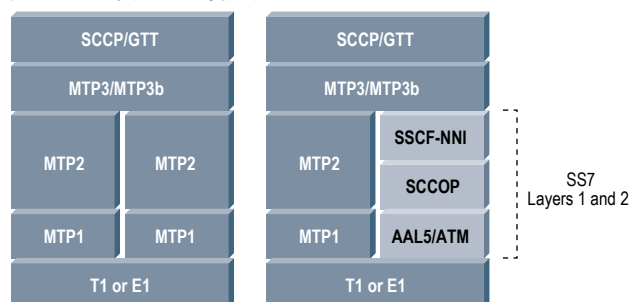 SCCP/GTT
MTP3/MTP3b
MTP2 MTP2
MTP1 MTP1
T1 or E1
SCCP/GTT
MTP3/MTP3b
MTP2
SSCF-NNI
SCCOP
MTP1
AAL5/ATM
T1 or E1
SS7
Layers 1 and 2